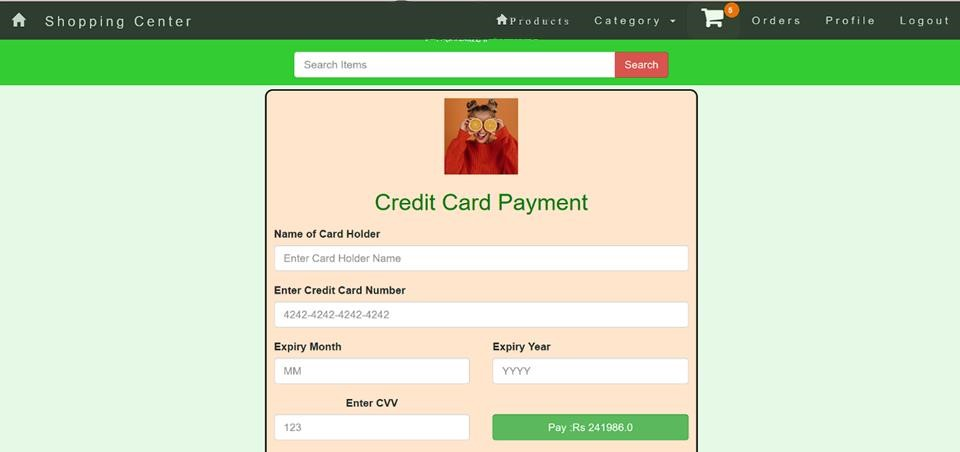 Shopping Center Products Category 5 Orders Profile Logout
Search Items Search
Credit Card Payment
Name of Card Holder
Enter Card Holder Name
Enter Credit Card Number
4242-4242-4242-4242
Expiry Month Expiry Year
MM YYYY
Enter CVV
123 Pay :Rs 241986.0